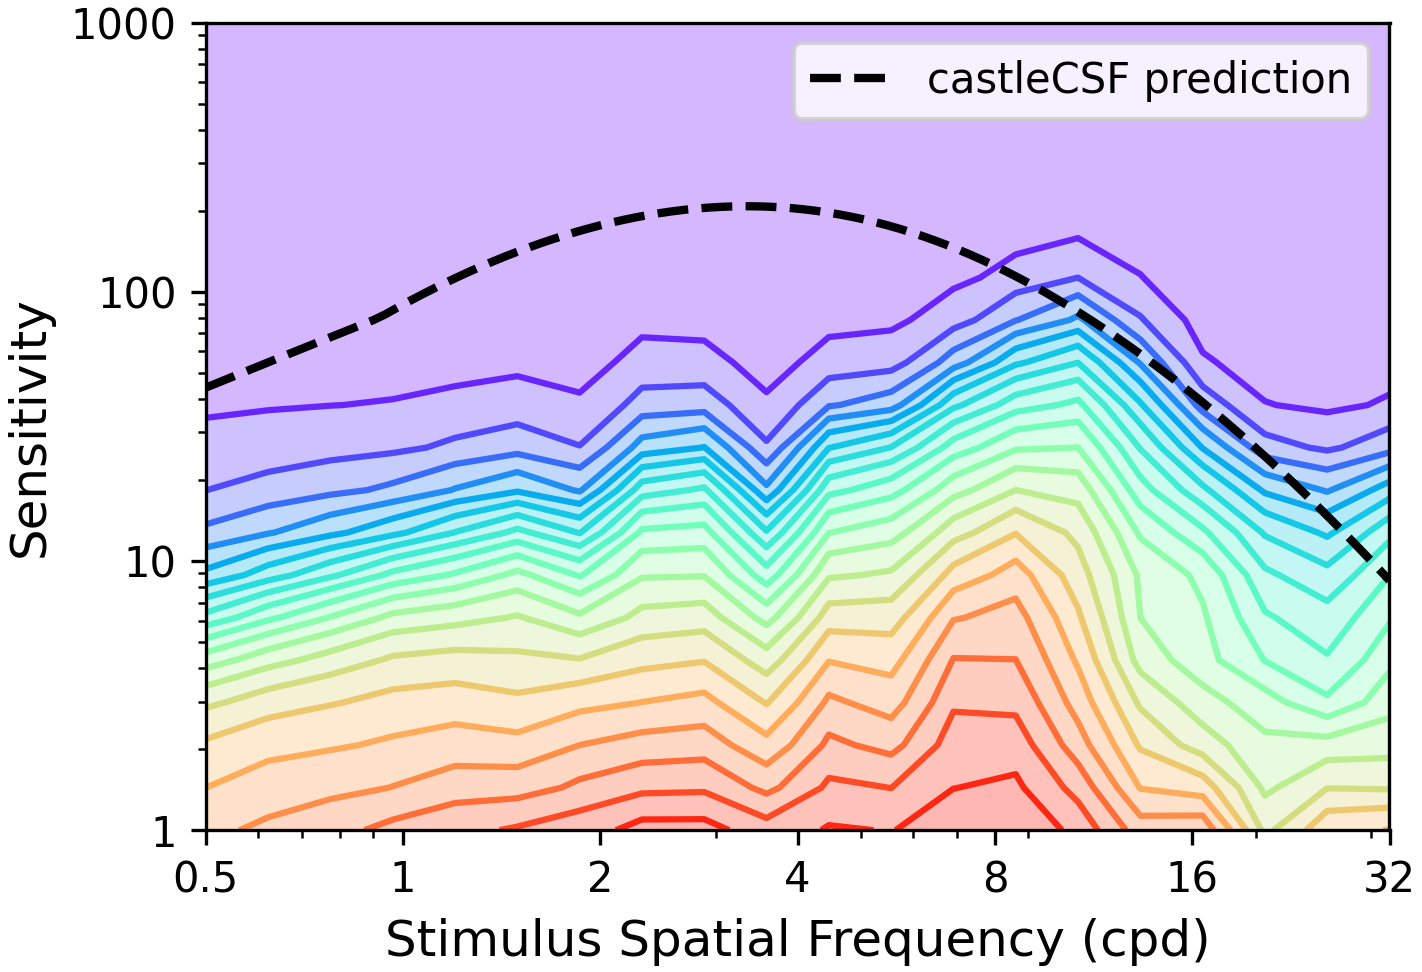 1000
castleCSF prediction
100
Sensitivity
10
1
0.5 1 2 4 8 16 32
Stimulus Spatial Frequency (cpd)